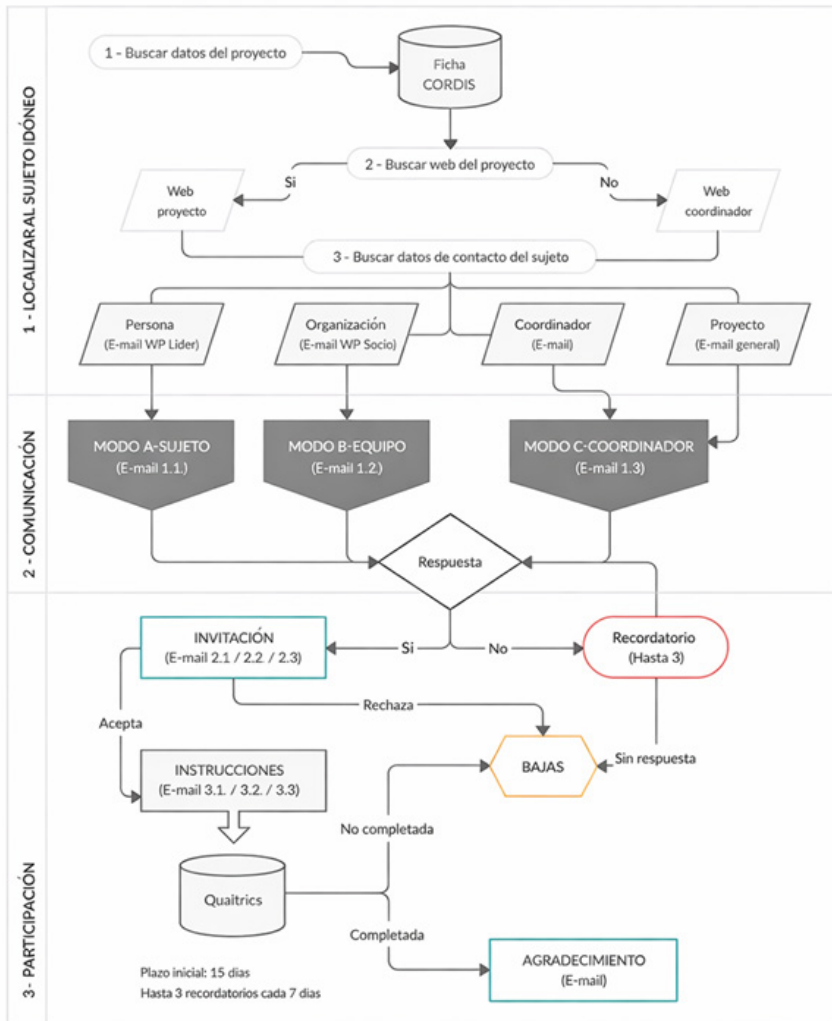 1 - LOCALIZAR AL SUJETO IDÓNEO
1 - Buscar datos del proyecto
Ficha
CORDIS
2 - Buscar web del proyecto
Si
No
Web
proyecto
Web
coordinador
3 - Buscar datos de contacto del sujeto
Persona
(E-mail WP Lider)
Organización
(E-mail WP Socio)
Coordinador
(E-mail)
Proyecto
(E-mail general)
2 - COMUNICACIÓN
MODO A-SUJETO
(E-mail 1.1.)
MODO B-EQUIPO
(E-mail 1.2.)
MODO C-COORDINADOR
(E-mail 1.3)
Respuesta
3- PARTICIPACIÓN
INVITACIÓN
(E-mail 2.1 / 2.2 / 2.3)
Si
No
Recordatorio
(Hasta 3)
Rechaza
Acepta
BAJAS
Sin respuesta
INSTRUCCIONES
(E-mail 3.1. / 3.2. / 3.3)
No completada
Quaitrics
Completada
AGRADECIMIENTO
(E-mail)
Plazo inicial: 15 dias
Hasta 3 recordatorios cada 7 dias